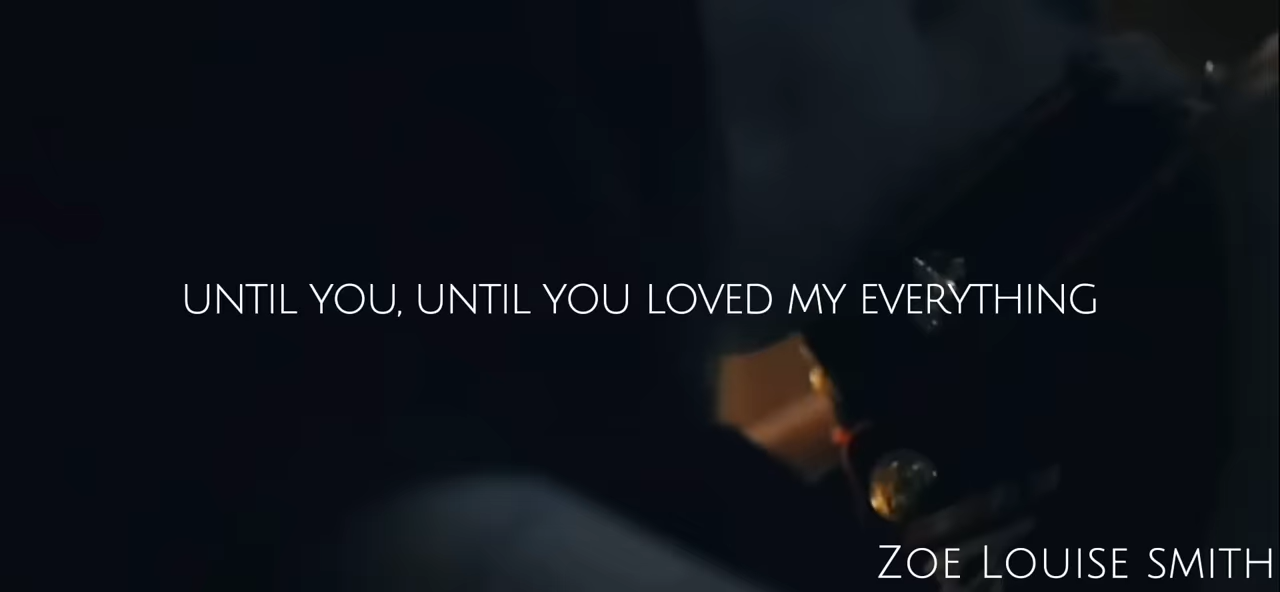 UNTIL YOU, UNTIL YOU LOVED MY EVERYTHING
ZOE LOUISE SMITH